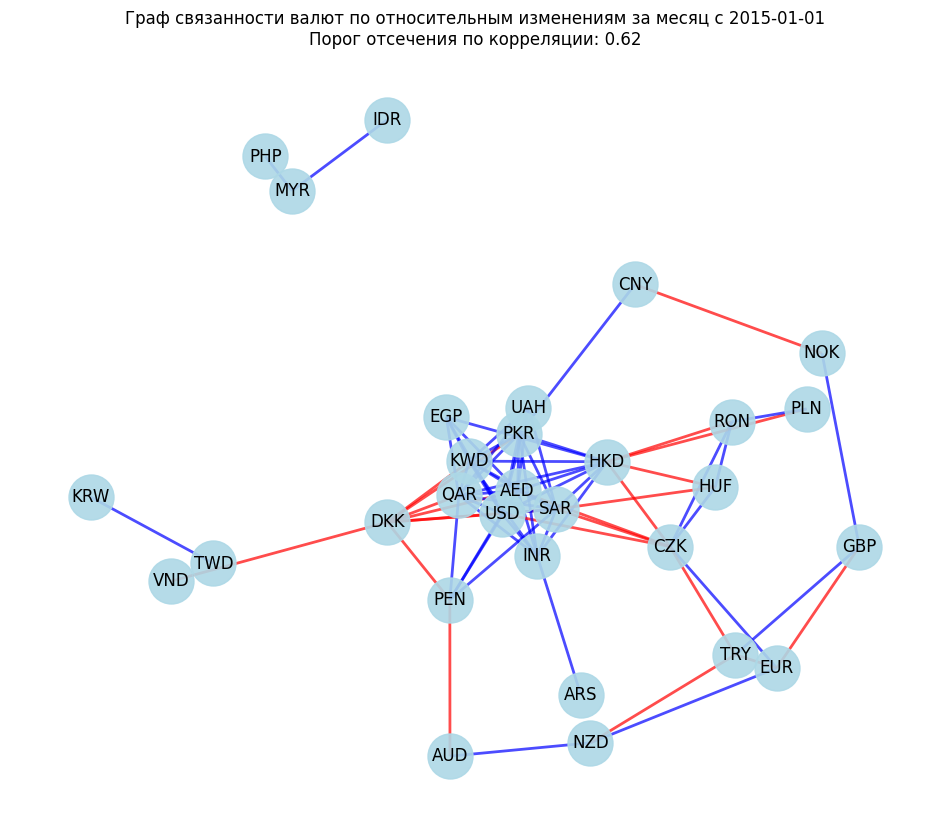 Граф связанности валют по относительным изменениям за месяц с 2015-01-01
Порог отсечения по корреляции: 0.62
IDR
PHP
MYR
CNY
NOK
UAH
PLN
EGP
RON
PKR
KWD
HKD
HUF
AED
QAR
KRW
SAR
USD
DKK
CZK
GBP
INR
TWD
VND
PEN
TRY
EUR
ARS
NZD
AUD